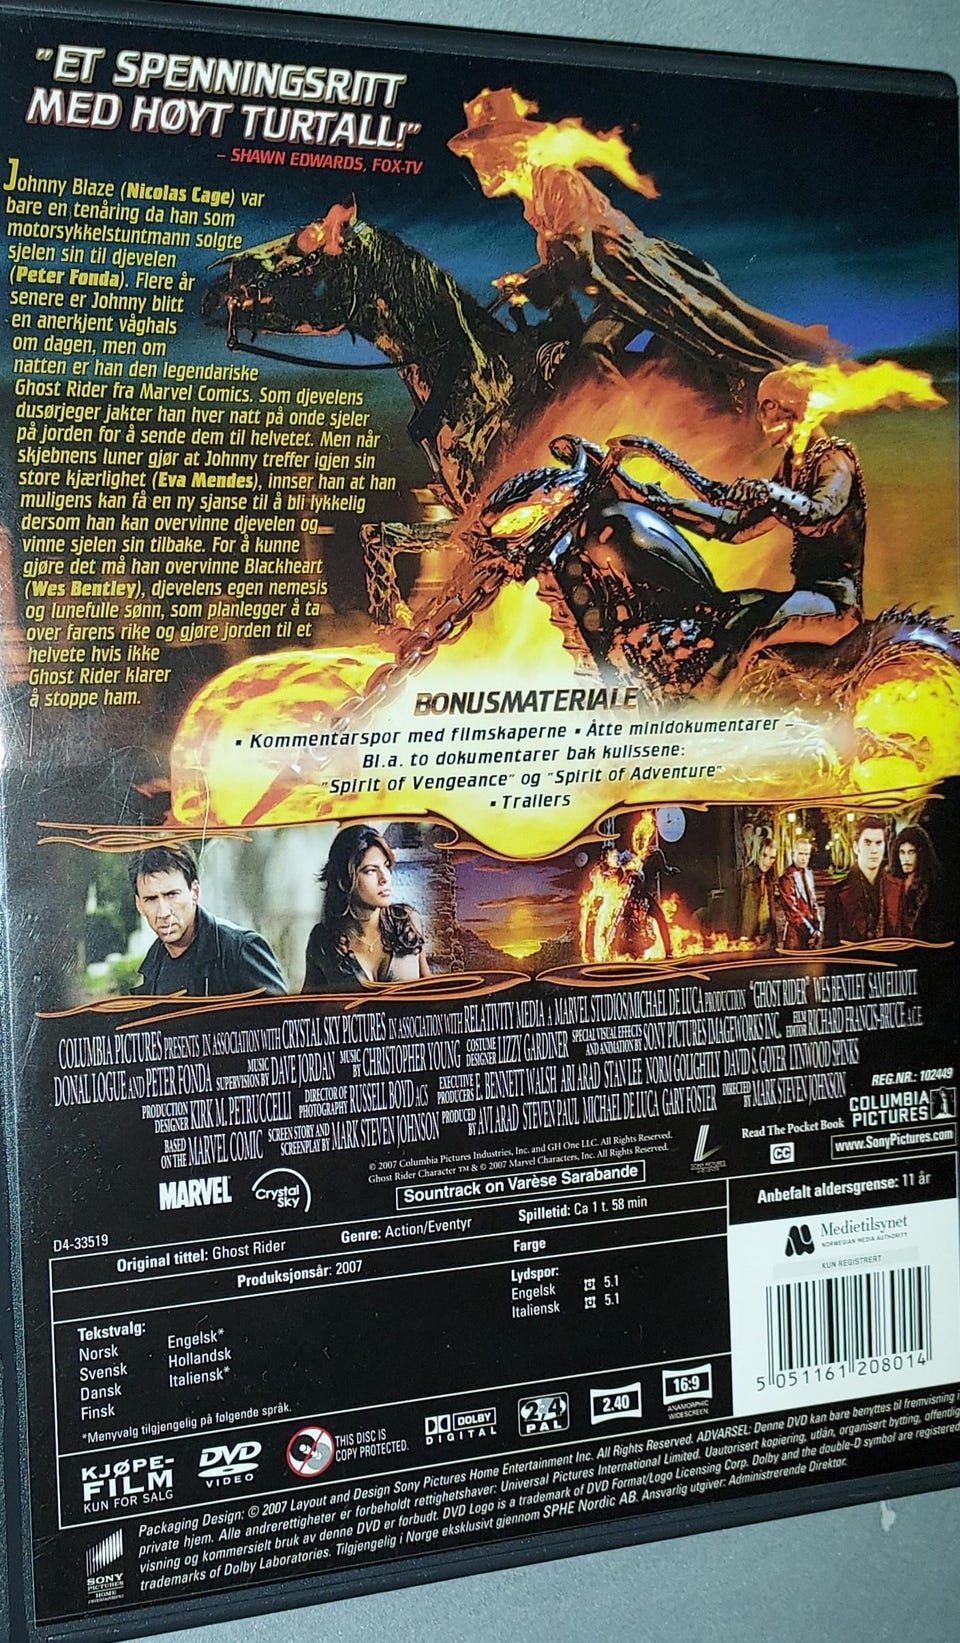 "ET SPENNINGSRITT
MED HØYT TURTALL!"
– SHAWN EDWARDS, FOX-TV
Johnny Blaze (Nicolas Cage) var
bare en tenåring da han som
motorsykkelstuntmann solgte
sjelen sin til djevelen
(Peter Fonda). Flere år
senere er Johnny blitt
en anerkjent våghals
om dagen, men om
natten er han den legendariske
Ghost Rider fra Marvel Comics. Som djevelens
dusørjeger jakter han hver natt på onde sjeler
på jorden for å sende dem til helvetet. Men når
skjebnens luner gjør at Johnny treffer igjen sin
store kjærlighet (Eva Mendes), innser han at han
muligens kan få en ny sjanse til å bli lykkelig
dersom han kan overvinne djevelen og
vinne sjelen sin tilbake. For å kunne
gjøre det må han overvinne Blackheart
(Wes Bentley), djevelens egen nemesis
og lunefulle sønn, som planlegger å ta
over farens rike og gjøre jorden til et
helvete hvis ikke
Ghost Rider klarer
å stoppe ham.
BONUSMATERIALE
▪ Kommentarspor med filmskaperne ▪ Åtte minidokumentarer –
Bl.a. to dokumentarer bak kulissene:
"Spirit of Vengeance" og "Spirit of Adventure"
▪ Trailers
COLUMBIA PICTURES PRESENTS IN ASSOCIATION WITH CRYSTAL SKY PICTURES IN ASSOCIATION WITH RELATIVITY MEDIA A MARVEL STUDIOS/MICHAEL DE LUCA PRODUCTION "GHOST RIDER" WES BENTLEY SAM ELLIOTT
DONAL LOGUE AND PETER FONDA MUSIC SUPERVISION BY DAVE JORDAN MUSIC BY CHRISTOPHER YOUNG COSTUME DESIGNER LIZZY GARDINER SPECIAL VISUAL EFFECTS AND ANIMATION BY SONY PICTURES IMAGEWORKS INC. FILM EDITOR RICHARD FRANCIS-BRUCE, A.C.E.
PRODUCTION DESIGNER KIRK M. PETRUCCELLI DIRECTOR OF PHOTOGRAPHY RUSSELL BOYD ACS EXECUTIVE PRODUCERS E. BENNETT WALSH ARI ARAD STAN LEE NORM GOLIGHTLY DAVID S. GOYER LYNWOOD SPINKS
BASED ON THE MARVEL COMIC SCREEN STORY AND SCREENPLAY BY MARK STEVEN JOHNSON PRODUCED BY AVI ARAD STEVEN PAUL MICHAEL DE LUCA GARY FOSTER DIRECTED BY MARK STEVEN JOHNSON
REG.NR.: 102449
COLUMBIA
PICTURES
© 2007 Columbia Pictures Industries, Inc. and GH One LLC. All Rights Reserved.
Ghost Rider Character TM & © 2007 Marvel Characters, Inc. All Rights Reserved.
Read The Pocket Book
CC
www.SonyPictures.com
MARVEL
Crystal
Sky
Sountrack on Varèse Sarabande
D4-33519
Original tittel: Ghost Rider
Genre: Action/Eventyr
Spilletid: Ca 1 t. 58 min
Produksjonsår: 2007
Farge
Anbefalt aldersgrense: 11 år
Medietilsynet
NORWEGIAN MEDIA AUTHORITY
KUN REGISTRERT
Lydspor:
Engelsk 5.1
Italiensk 5.1
Tekstvalg:
Norsk Engelsk*
Svensk Hollandsk
Dansk Italiensk*
Finsk
*Menyvalg tilgjengelig på følgende språk.
5 051161 208014
KJØPE-
FILM
KUN FOR SALG
DVD
VIDEO
THIS DISC IS
COPY PROTECTED.
DOLBY
DIGITAL
2,4
PAL
2.40
16:9
ANAMORPHIC
WIDESCREEN
SONY
PICTURES
HOME
ENTERTAINMENT
Packaging Design: © 2007 Layout and Design Sony Pictures Home Entertainment Inc. All Rights Reserved. ADVARSEL: Denne DVD kan bare benyttes til fremvisning i
private hjem. Alle andrerettigheter er forbeholdt rettighetshaver: Universal Pictures International Limited. Uautorisert kopiering, utlån, organisert bytting, offentlig
visning og kommersielt bruk av denne DVD er forbudt. DVD Logo is a trademark of DVD Format/Logo Licensing Corp. Dolby and the double-D symbol are registered
trademarks of Dolby Laboratories. Tilgjengelig i Norge eksklusivt gjennom SPHE Nordic AB. Ansvarlig utgiver: Administrerende Direktør.